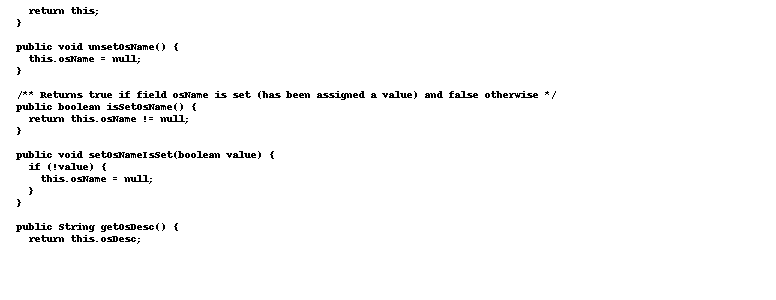 return this;
  }

  public void unsetOsName() {
    this.osName = null;
  }

  /** Returns true if field osName is set (has been assigned a value) and false otherwise */
  public boolean isSetOsName() {
    return this.osName != null;
  }

  public void setOsNameIsSet(boolean value) {
    if (!value) {
      this.osName = null;
    }
  }

  public String getOsDesc() {
    return this.osDesc;